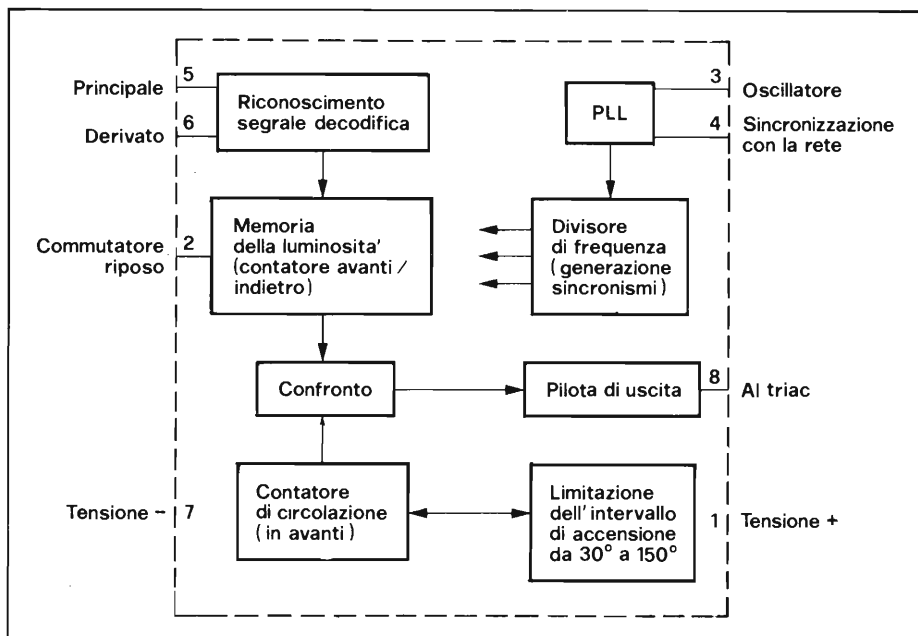 Principale
5
Derivato
6
Riconoscimento
segrale decodifica
PLL
3
Oscillatore
4
Sincronizzazione
con la rete
Commutatore
riposo
2
Memoria
della luminosita'
(contatore avanti /
indietro)
Divisore
di frequenza
(generazione
sincronismi)
Confronto
Pilota di uscita
8
Al triac
Tensione –
7
Contatore
di circolazione
(in avanti)
Limitazione
dell'intervallo
di accensione
da 30° a 150°
1
Tensione +